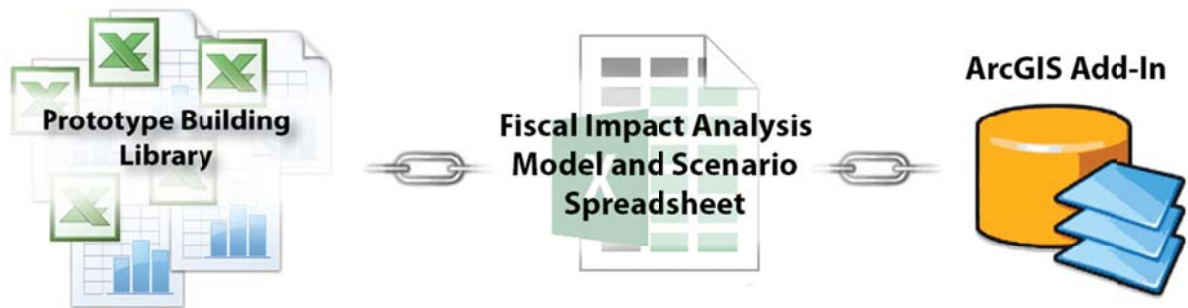 Prototype Building
Library
Fiscal Impact Analysis
Model and Scenario
Spreadsheet
ArcGIS Add-In